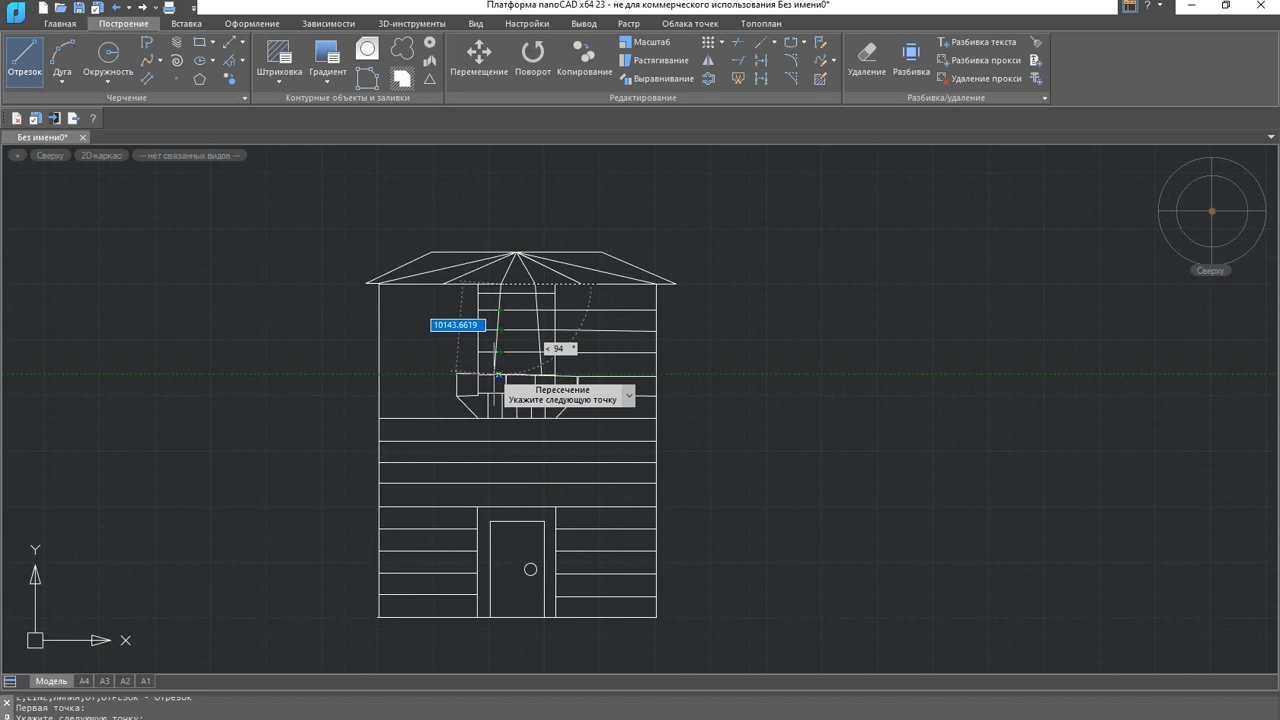 Платформа nanoCAD x64 23 - не для коммерческого использования Без имени0*
Главная Построение Вставка Оформление Зависимости 3D-инструменты Вид Настройки Вывод Растр Облака точек Топоплан
Отрезок
Дуга
Окружность
Черчение
Штриховка
Градиент
Контурные объекты и заливки
Перемещение
Поворот
Копирование
Масштаб
Растягивание
Выравнивание
Редактирование
Удаление
Разбивка
Разбивка текста
Разбивка прокси
Удаление прокси
Разбивка/удаление
?
Без имени0*
+ Сверху 2D-каркас — нет связанных видов —
Сверху
10143.6619
< 94 °
Пересечение
Укажите следующую точку
Y
X
Модель A4 A3 A2 A1
Первая точка:
Укажите следующую точку: